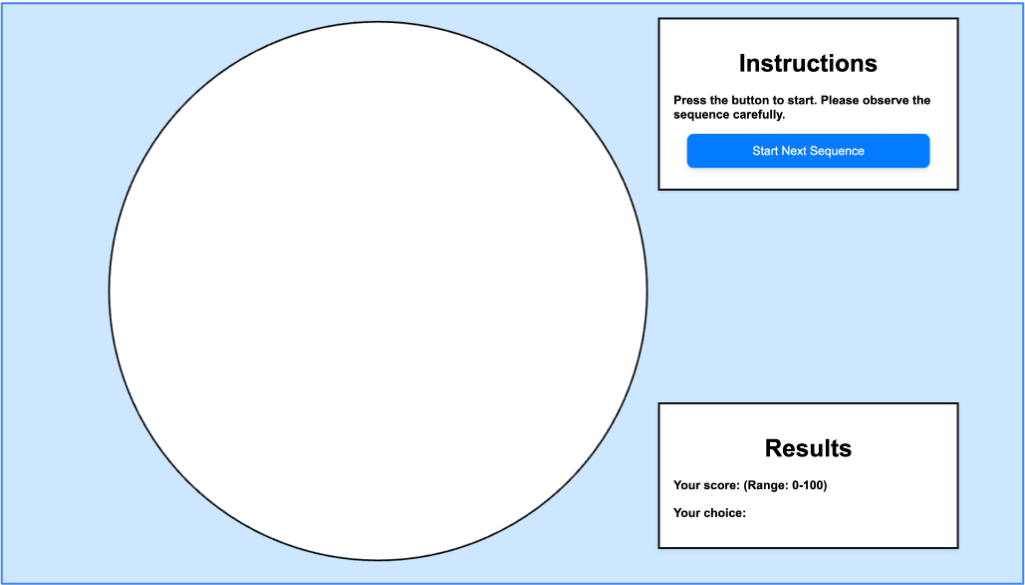 Instructions
Press the button to start. Please observe the
sequence carefully.
Start Next Sequence
Results
Your score: (Range: 0-100)
Your choice: